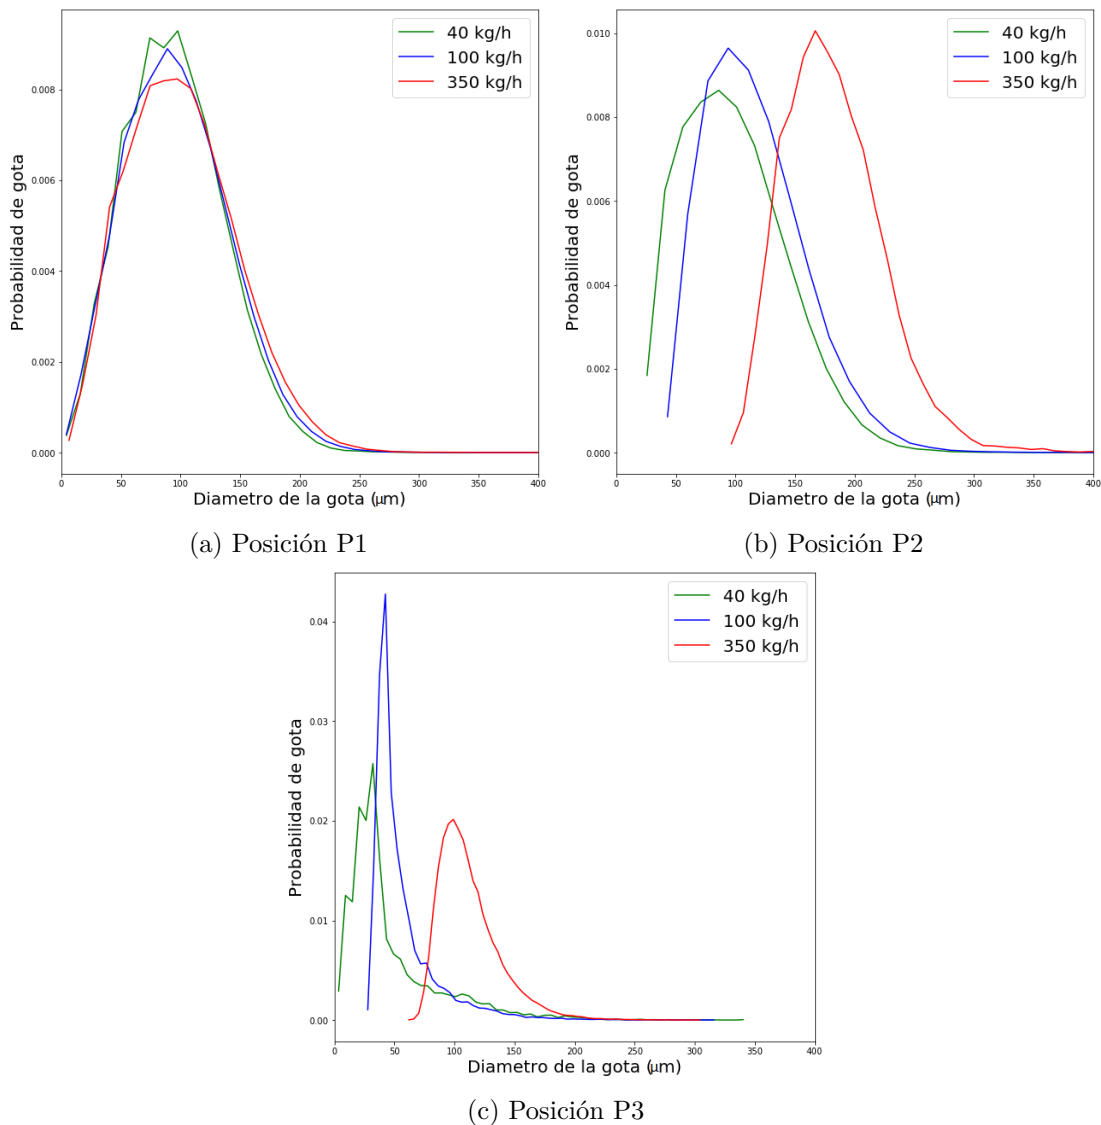 40 kg/h
100 kg/h
350 kg/h
Probabilidad de gota
0.008
0.006
0.004
0.002
0.000
0
50
100
150
200
250
300
350
400
Diametro de la gota (μm)
(a) Posición P1
40 kg/h
100 kg/h
350 kg/h
Probabilidad de gota
0.010
0.008
0.006
0.004
0.002
0.000
0
50
100
150
200
250
300
350
400
Diametro de la gota (μm)
(b) Posición P2
40 kg/h
100 kg/h
350 kg/h
Probabilidad de gota
0.04
0.03
0.02
0.01
0.00
0
50
100
150
200
250
300
350
400
Diametro de la gota (μm)
(c) Posición P3